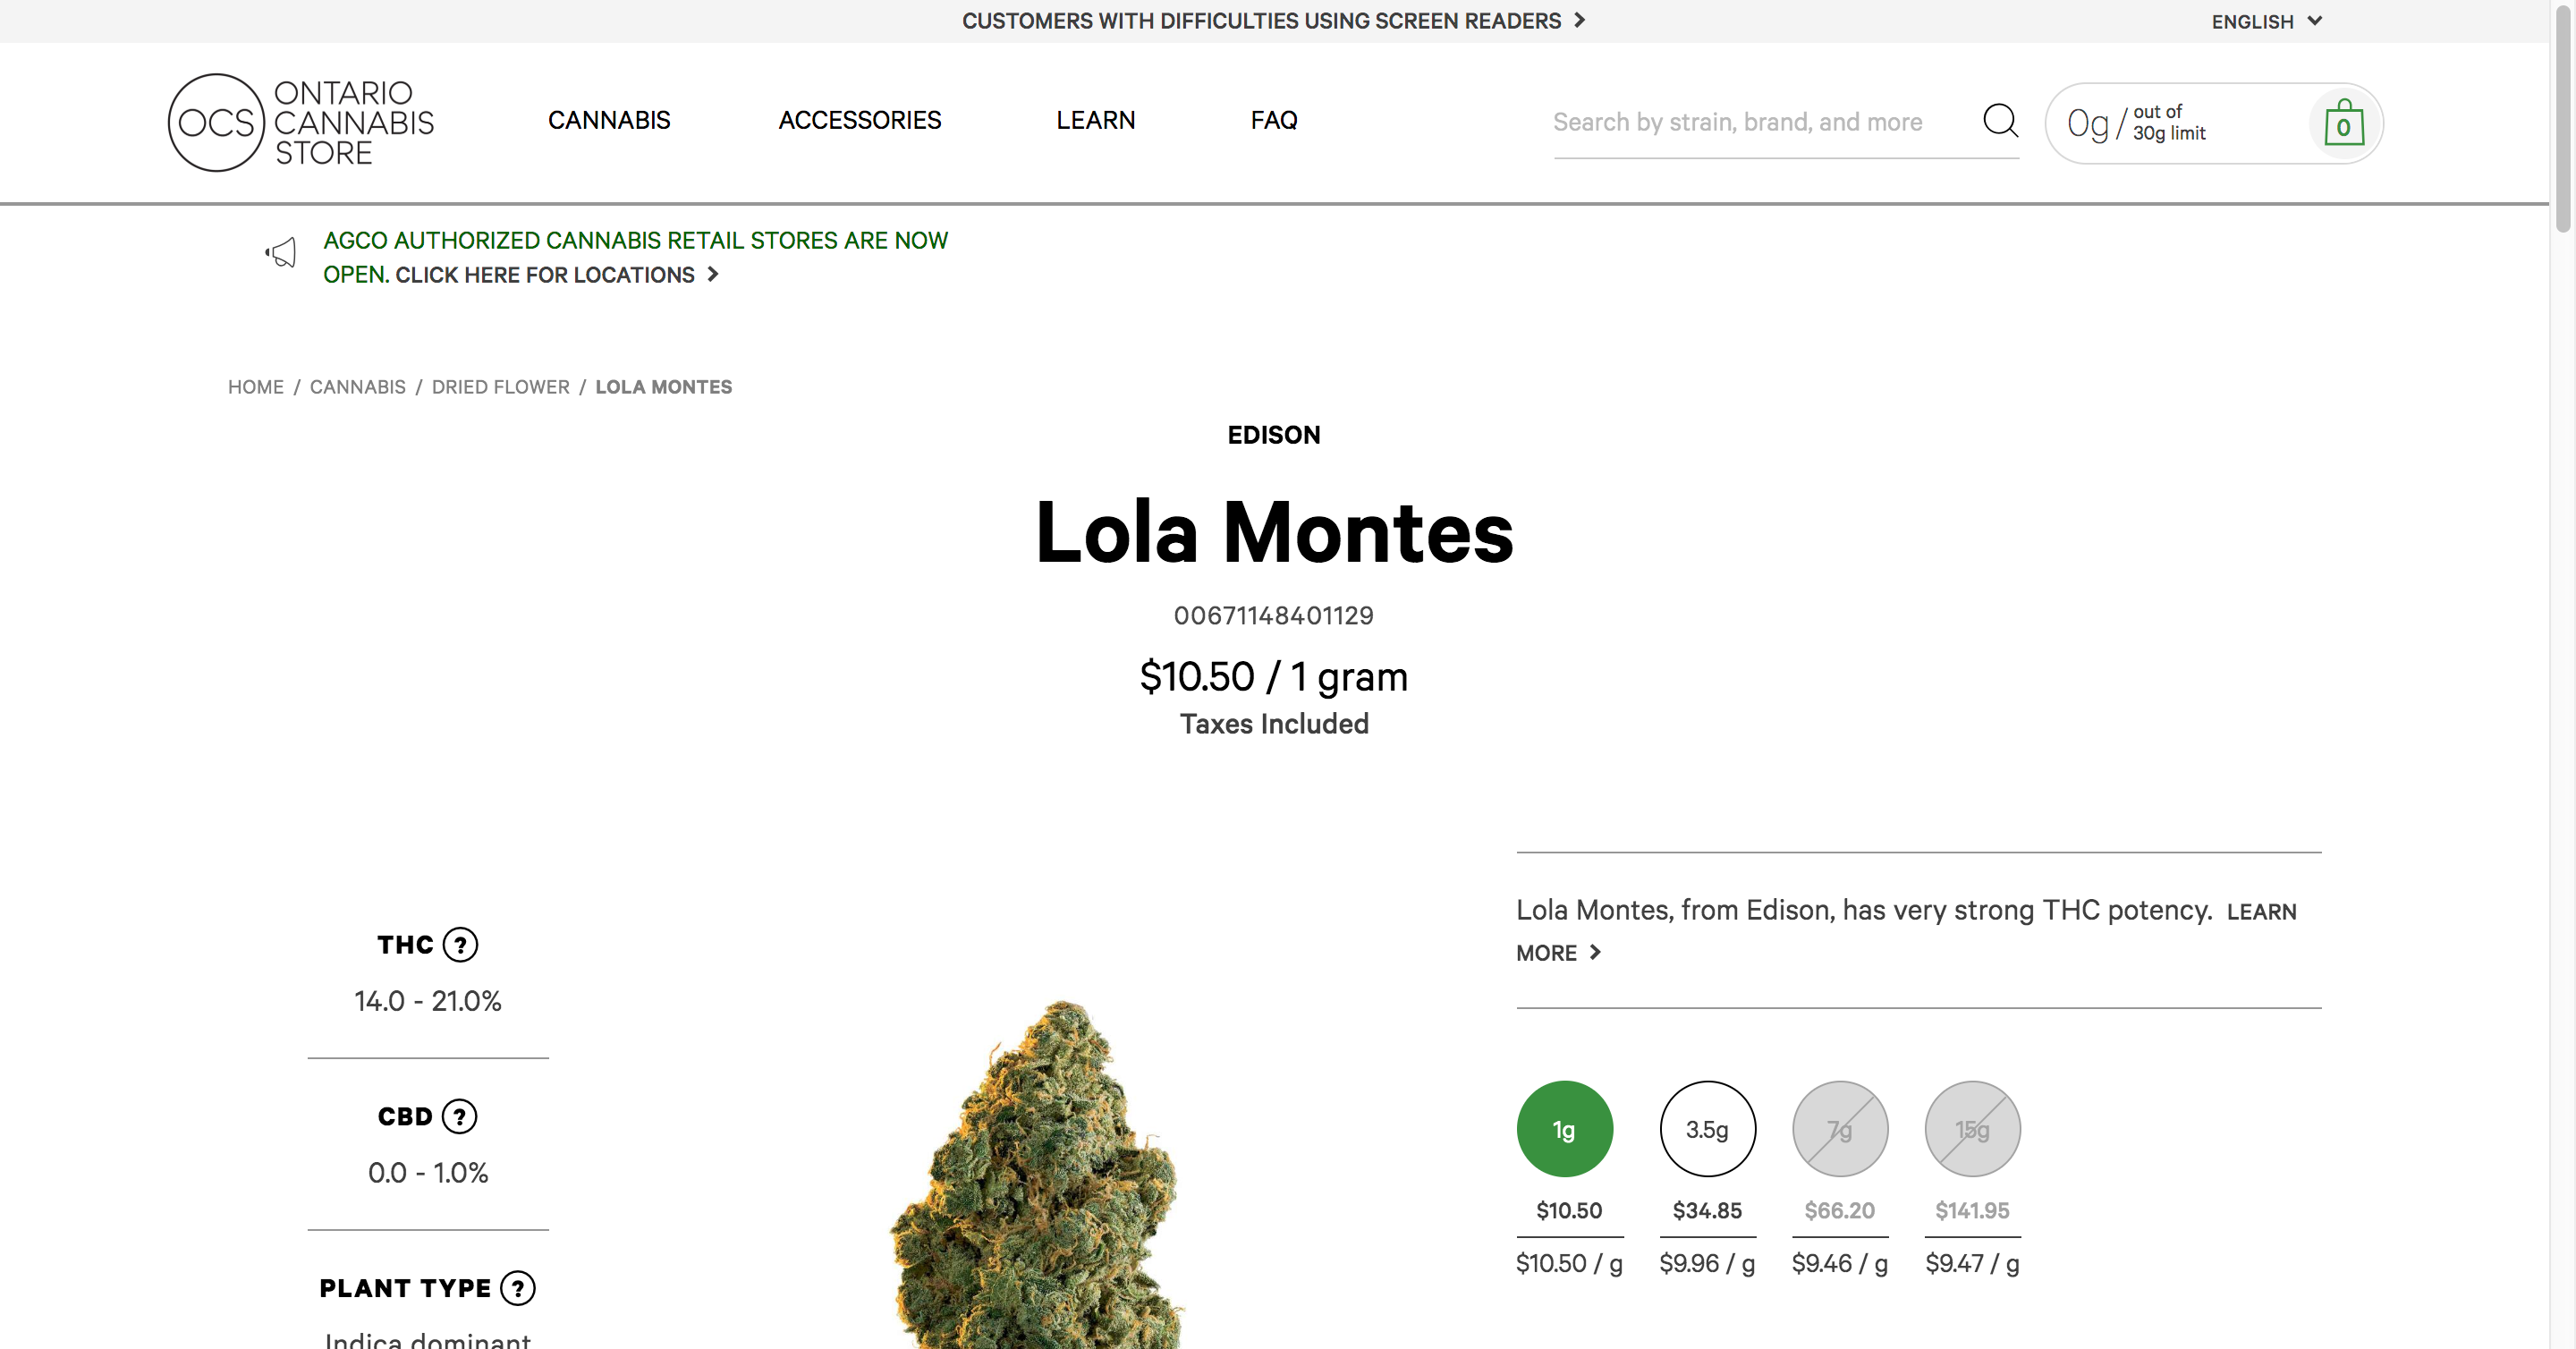 CUSTOMERS WITH DIFFICULTIES USING SCREEN READERS
ENGLISH
OCS
ONTARIO
CANNABIS
STORE
CANNABIS
ACCESSORIES
LEARN
FAQ
Search by strain, brand, and more
0g / out of
30g limit
0
AGCO AUTHORIZED CANNABIS RETAIL STORES ARE NOW
OPEN. CLICK HERE FOR LOCATIONS
HOME / CANNABIS / DRIED FLOWER / LOLA MONTES
EDISON
Lola Montes
00671148401129
$10.50 / 1 gram
Taxes Included
THC ?
14.0 - 21.0%
CBD ?
0.0 - 1.0%
PLANT TYPE ?
Indica dominant
Lola Montes, from Edison, has very strong THC potency. LEARN
MORE
1g 3.5g 7g 15g
$10.50 $34.85 $66.20 $141.95
$10.50 / g $9.96 / g $9.46 / g $9.47 / g